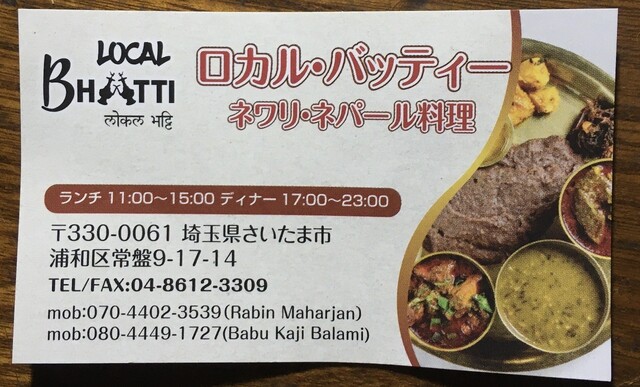 LOCAL
BHATTI
लोकल भट्टि
ロカル・バッティー
ネワリ・ネパール料理
ランチ 11:00～15:00 ディナー 17:00～23:00
〒330-0061 埼玉県さいたま市
浦和区常盤9-17-14
TEL/FAX:04-8612-3309
mob:070-4402-3539(Rabin Maharjan)
mob:080-4449-1727(Babu Kaji Balami)